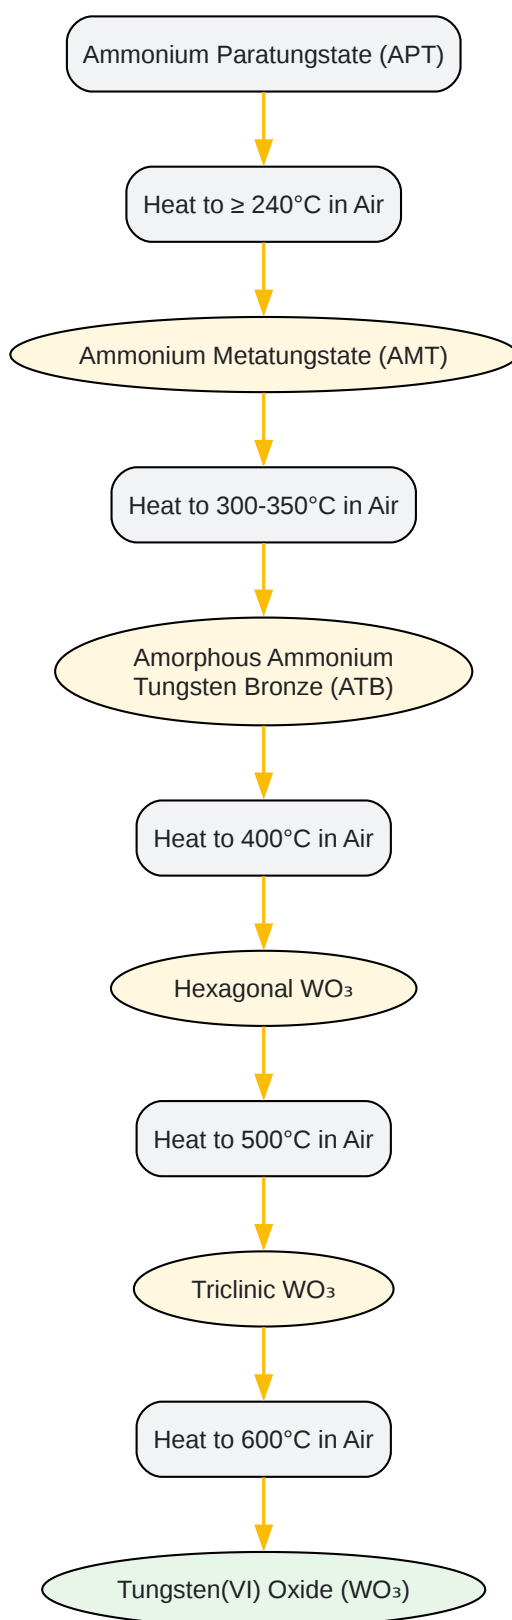 Ammonium Paratungstate (APT)
Heat to ≥ 240°C in Air
Ammonium Metatungstate (AMT)
Heat to 300-350°C in Air
Amorphous Ammonium
Tungsten Bronze (ATB)
Heat to 400°C in Air
Hexagonal WO₃
Heat to 500°C in Air
Triclinic WO₃
Heat to 600°C in Air
Tungsten(VI) Oxide (WO₃)